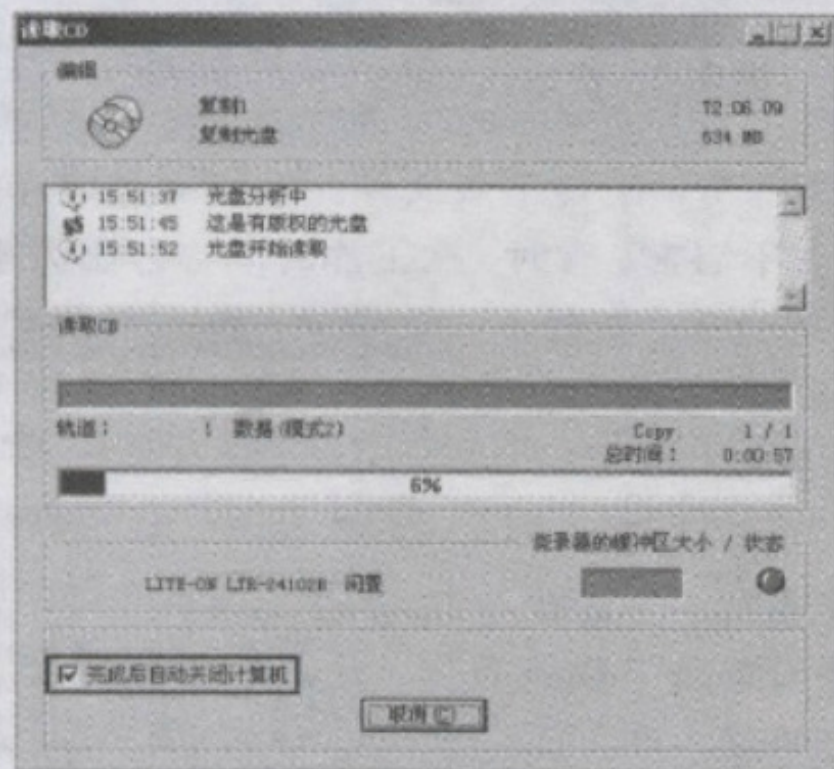 读取CD
编辑
复制1 72:06.09
复制光盘 634 MB
15:51:37 光盘分析中
15:51:45 这是有版权的光盘
15:51:52 光盘开始读取
读取CD
轨道： 1 数据(模式2) Copy 1 / 1
总时间： 0:00:57
6%
烧录器的缓冲区大小 / 状态
LITE-ON LTR-24102B 闲置
完成后自动关闭计算机
取消(C)